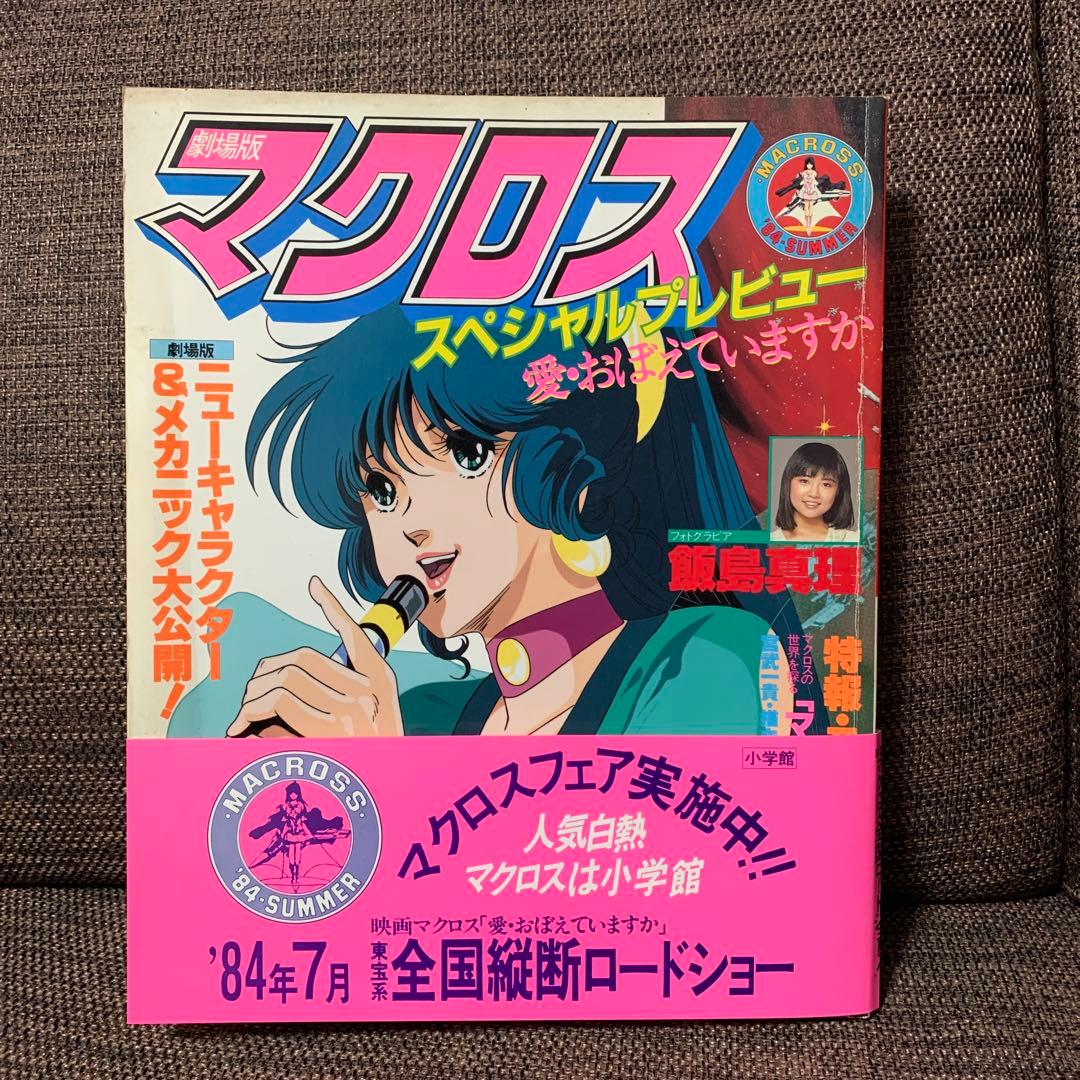 劇場版
マクロス
MACROSS
'84・SUMMER
スペシャルプレビュー
愛・おぼえていますか
劇場版
ニューキャラクター
&メカニック大公開!
フォトグラビア
飯島真理
特報・
マクロスの
世界を探る
「マ
宮武一貴・
小学館
MACROSS
'84・SUMMER
マクロスフェア実施中!!
人気白熱
マクロスは小学館
映画マクロス「愛・おぼえていますか」
'84年7月
東宝系
全国縦断ロードショー